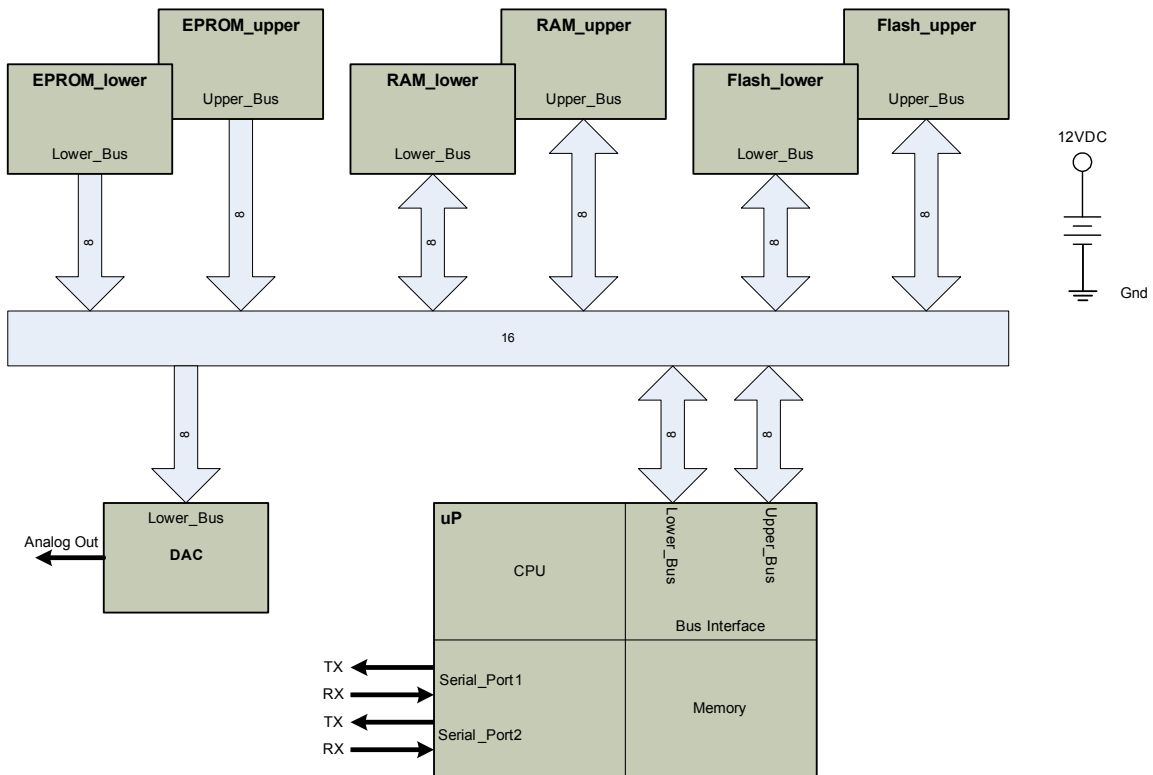 EPROM_upper
RAM_upper
Flash_upper
EPROM_lower
RAM_lower
Flash_lower
Upper_Bus
Upper_Bus
Upper_Bus
12VDC
Lower_Bus
Lower_Bus
Lower_Bus
8
8
8
8
8
8
Gnd
16
8
8
8
Lower_Bus
DAC
Analog Out
uP
CPU
Lower_Bus
Upper_Bus
Bus Interface
TX
Serial_Port1
RX
TX
Serial_Port2
RX
Memory